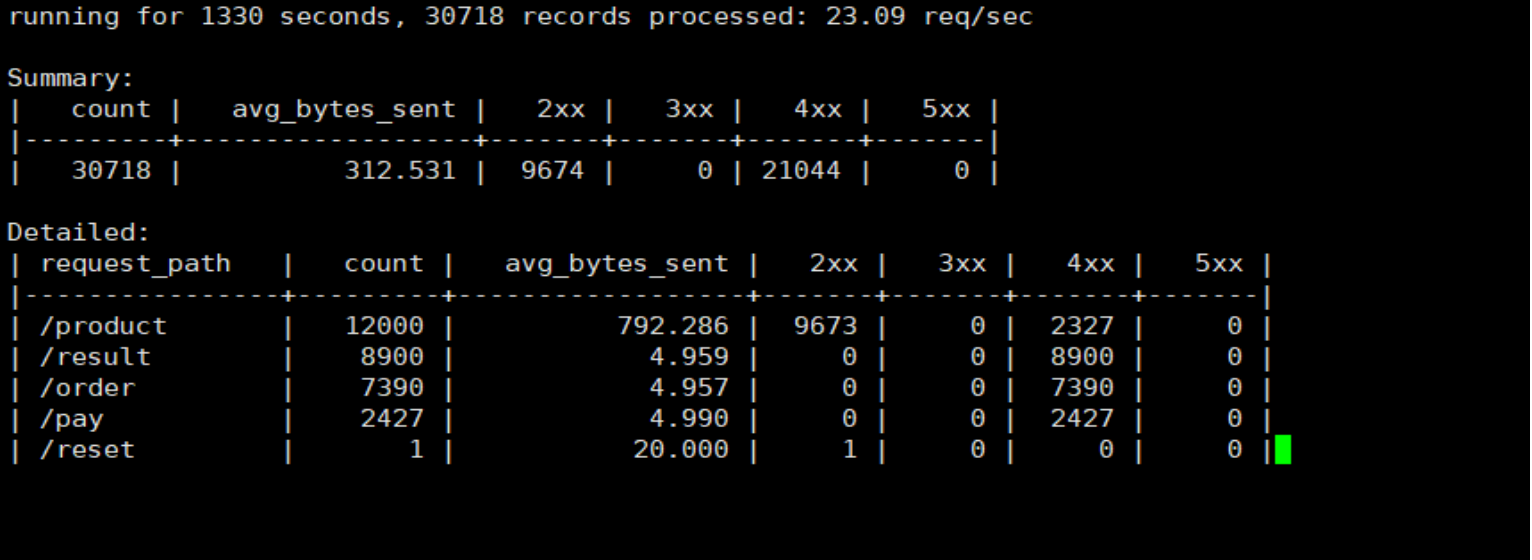 running for 1330 seconds, 30718 records processed: 23.09 req/sec
Summary:
|   count |   avg_bytes_sent |   2xx |   3xx |   4xx |   5xx |
|---------+------------------+-------+-------+-------+-------|
|   30718 |          312.531 |  9674 |     0 | 21044 |     0 |
Detailed:
| request_path   |   count |   avg_bytes_sent |   2xx |   3xx |   4xx |   5xx |
|----------------+---------+------------------+-------+-------+-------+-------|
| /product       |   12000 |          792.286 |  9673 |     0 |  2327 |     0 |
| /result        |    8900 |            4.959 |     0 |     0 |  8900 |     0 |
| /order         |    7390 |            4.957 |     0 |     0 |  7390 |     0 |
| /pay           |    2427 |            4.990 |     0 |     0 |  2427 |     0 |
| /reset         |       1 |           20.000 |     1 |     0 |     0 |     0 |